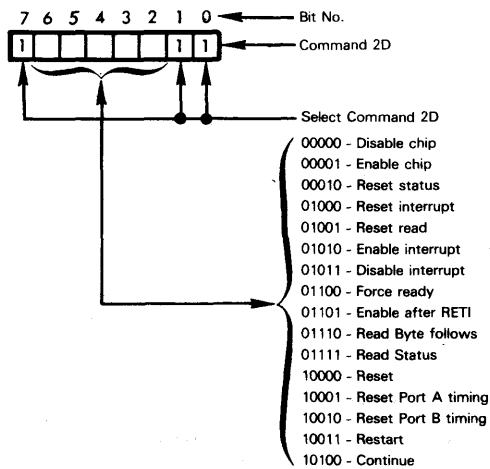 7 6 5 4 3 2 1 0 Bit No.
1 1 1 Command 2D
Select Command 2D
00000 - Disable chip
00001 - Enable chip
00010 - Reset status
01000 - Reset interrupt
01001 - Reset read
01010 - Enable interrupt
01011 - Disable interrupt
01100 - Force ready
01101 - Enable after RETI
01110 - Read Byte follows
01111 - Read Status
10000 - Reset
10001 - Reset Port A timing
10010 - Reset Port B timing
10011 - Restart
10100 - Continue